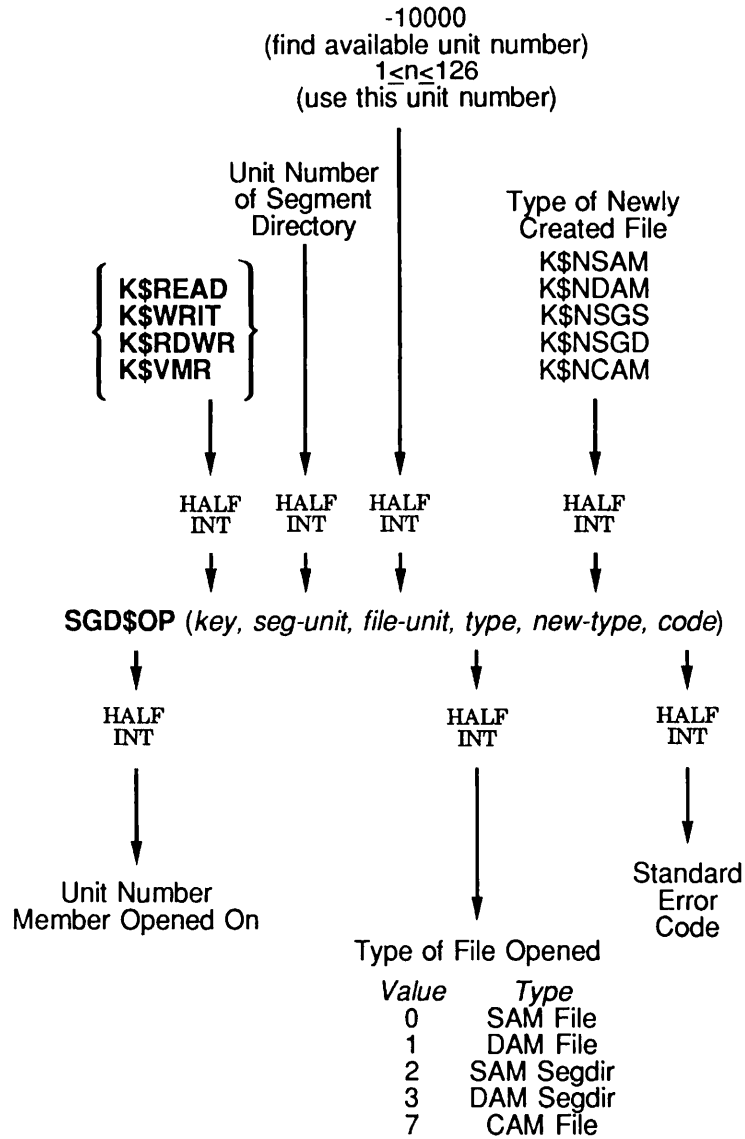 -10000
(find available unit number)
1≤n≤126
(use this unit number)
Unit Number
of Segment
Directory
Type of Newly
Created File
K$NSAM
K$NDAM
K$NSGS
K$NSGD
K$NCAM
K$READ
K$WRIT
K$RDWR
K$VMR
HALF
INT
HALF
INT
HALF
INT
HALF
INT
SGD$OP (key, seg-unit, file-unit, type, new-type, code)
HALF
INT
HALF
INT
HALF
INT
Unit Number
Member Opened On
Standard
Error
Code
Type of File Opened
Value Type
0 SAM File
1 DAM File
2 SAM Segdir
3 DAM Segdir
7 CAM File